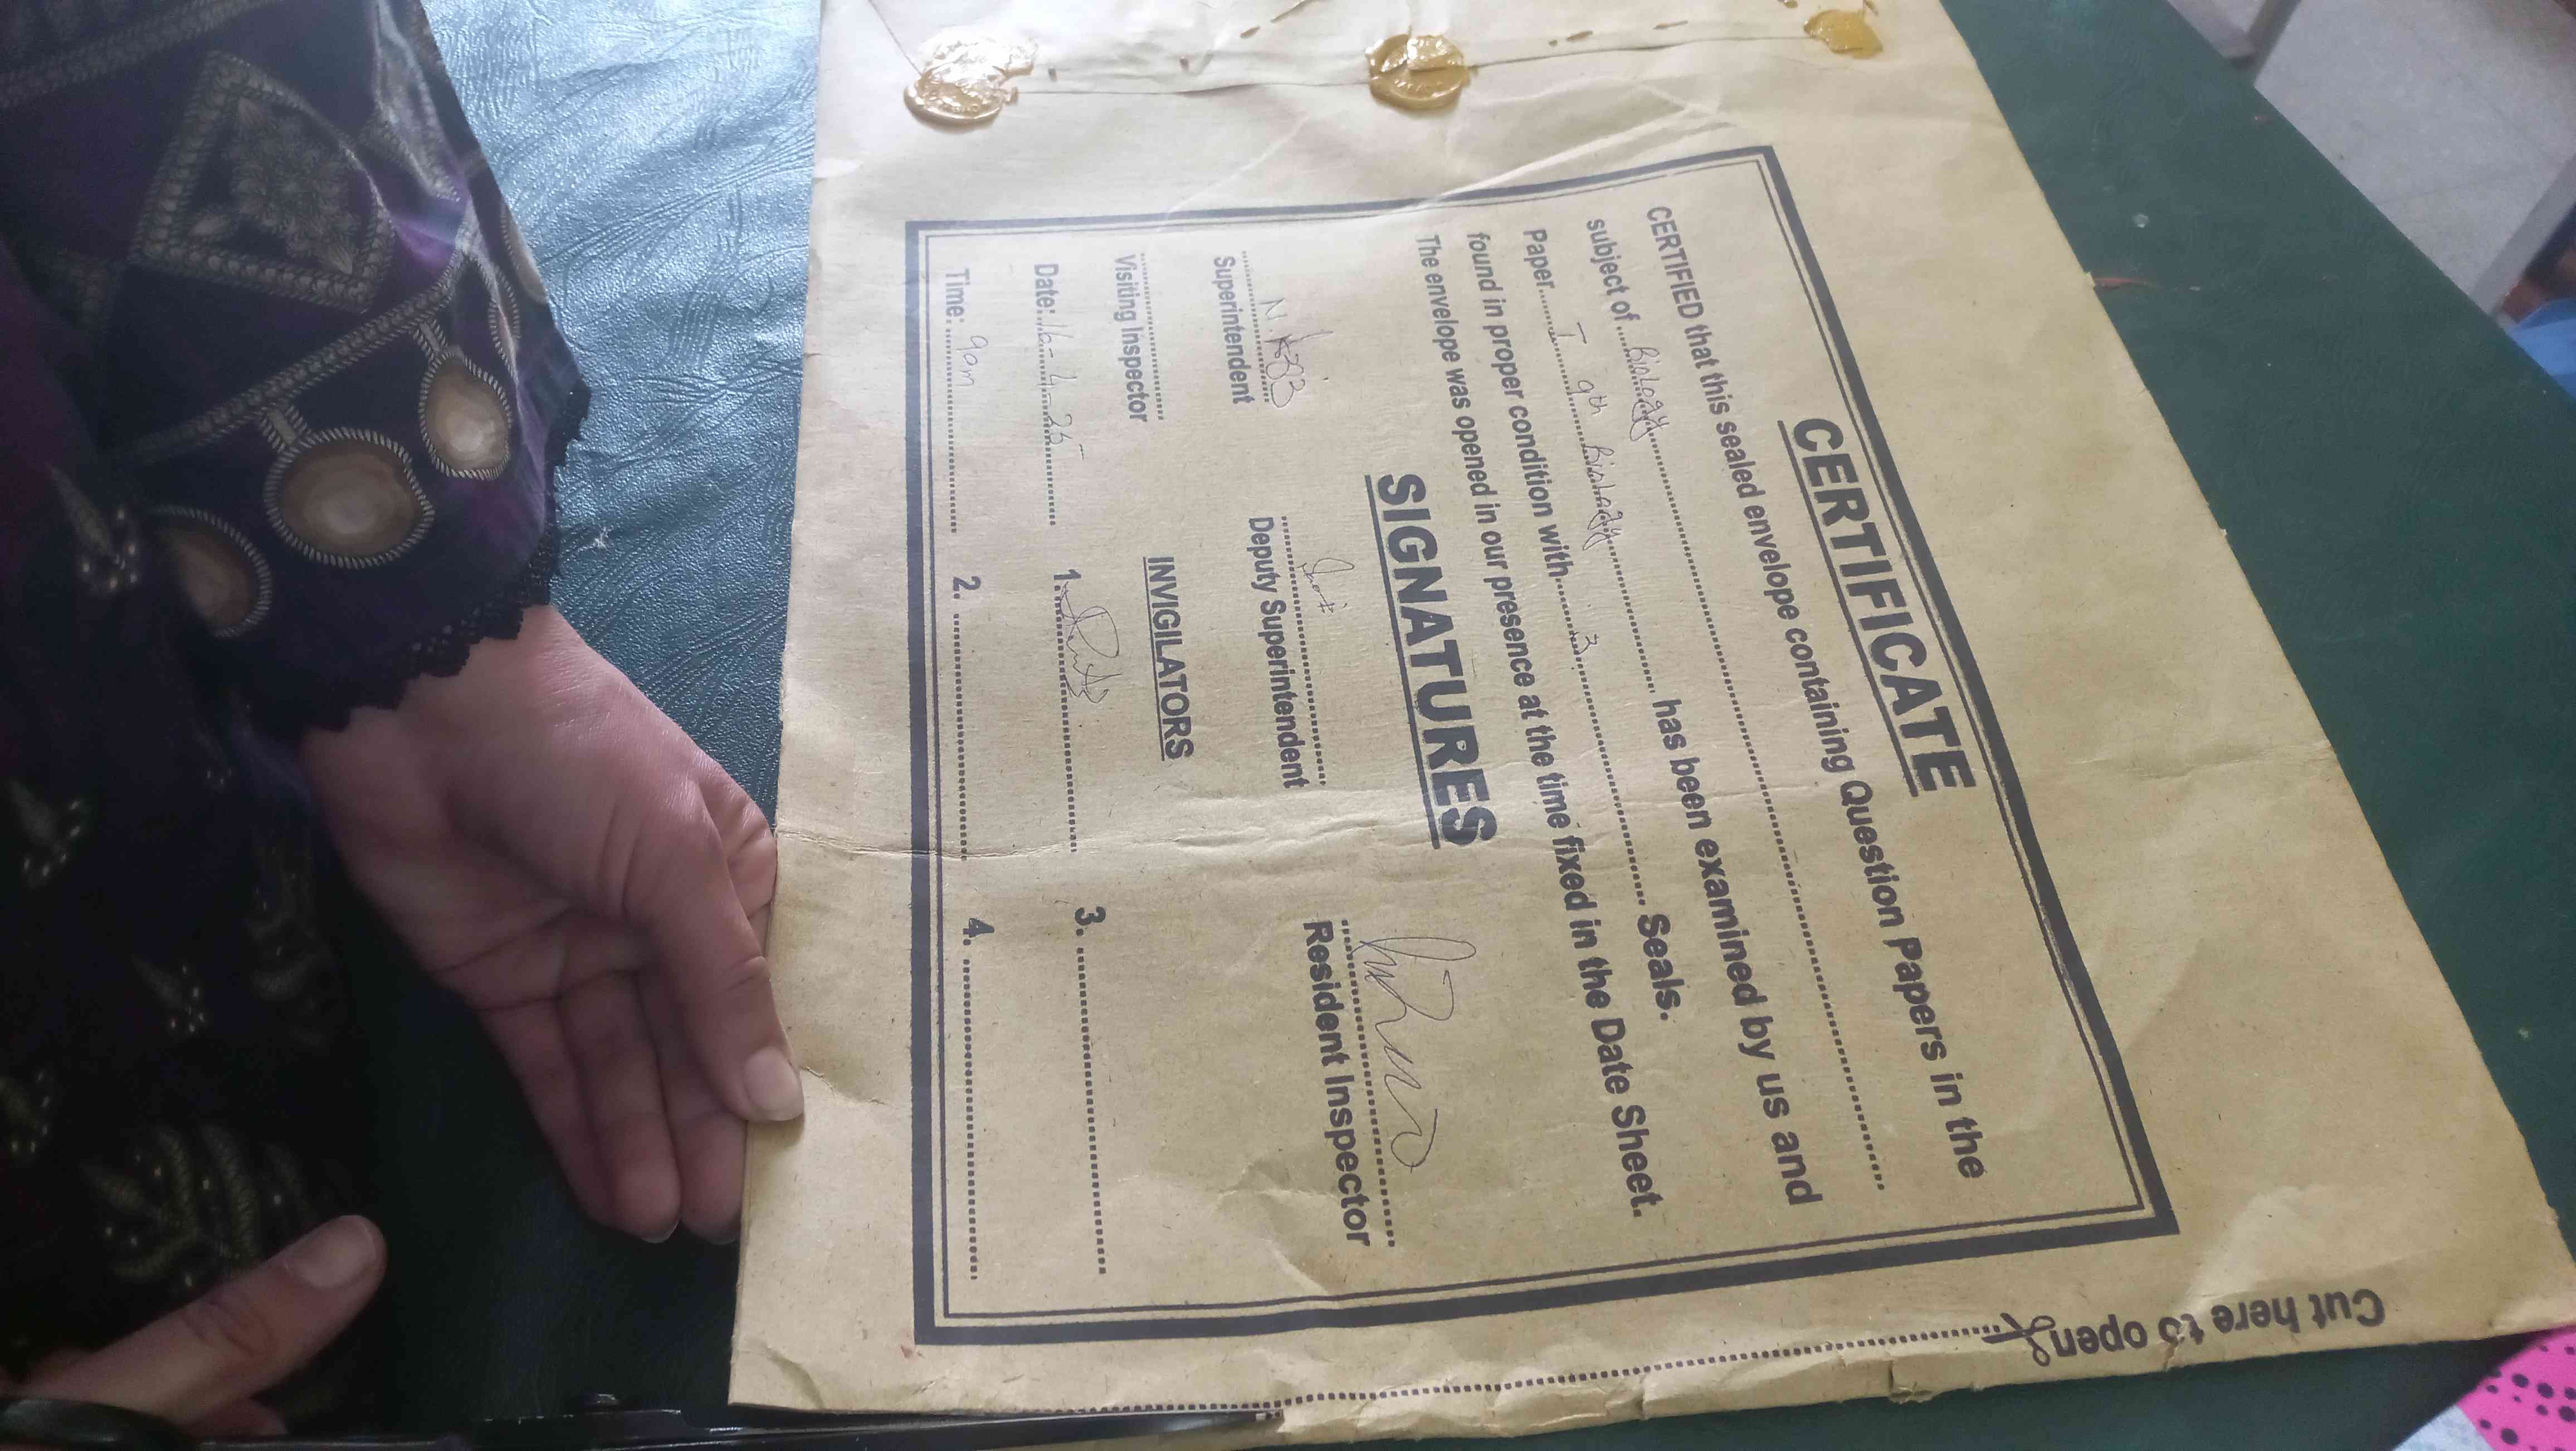 CERTIFICATE
CERTIFIED that this sealed envelope containing Question Papers in the
subject of Biology
Paper I 9th Biology has been examined by us and
found in proper condition with 3 Seals.
The envelope was opened in our presence at the time fixed in the Date Sheet.
SIGNATURES
Superintendent Deputy Superintendent Resident Inspector
Visiting Inspector INVIGILATORS
Date: 16-4-25 1. 3.
Time: 9am 2. 4.
Cut here to open